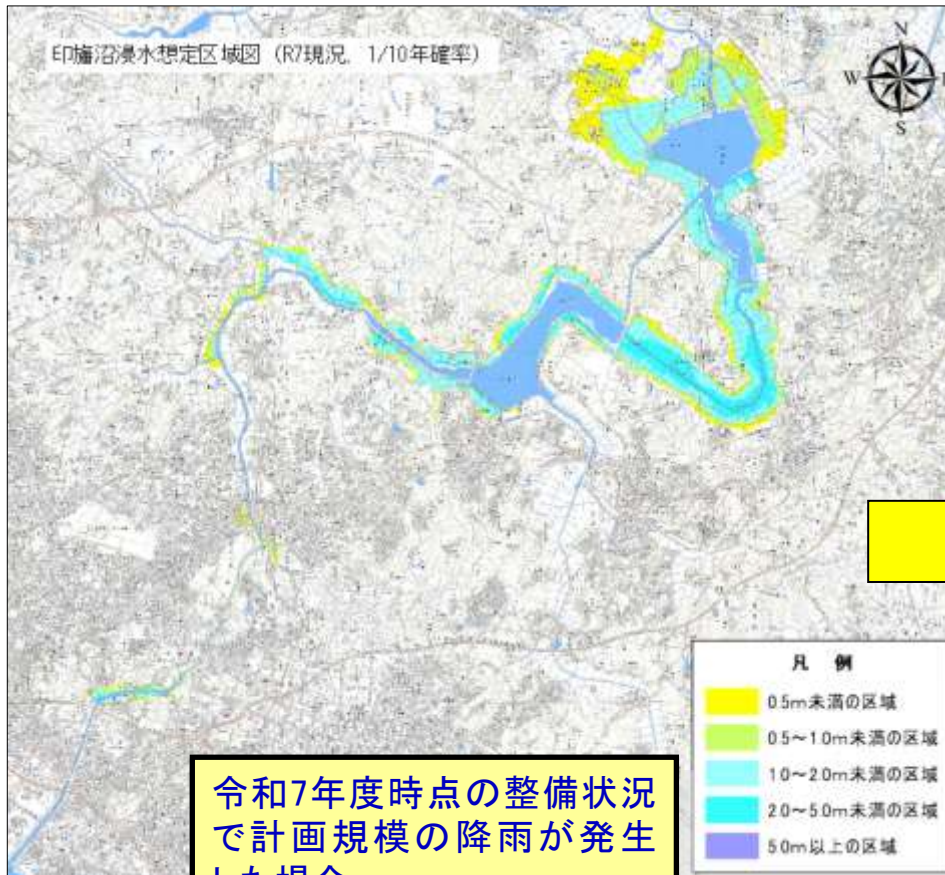 印旛沼浸水想定区域図（R7現況，1/10年確率）
N
W
S
凡 例
0.5m未満の区域
0.5～1.0m未満の区域
1.0～2.0m未満の区域
2.0～5.0m未満の区域
5.0m以上の区域
令和7年度時点の整備状況
で計画規模の降雨が発生
した場合